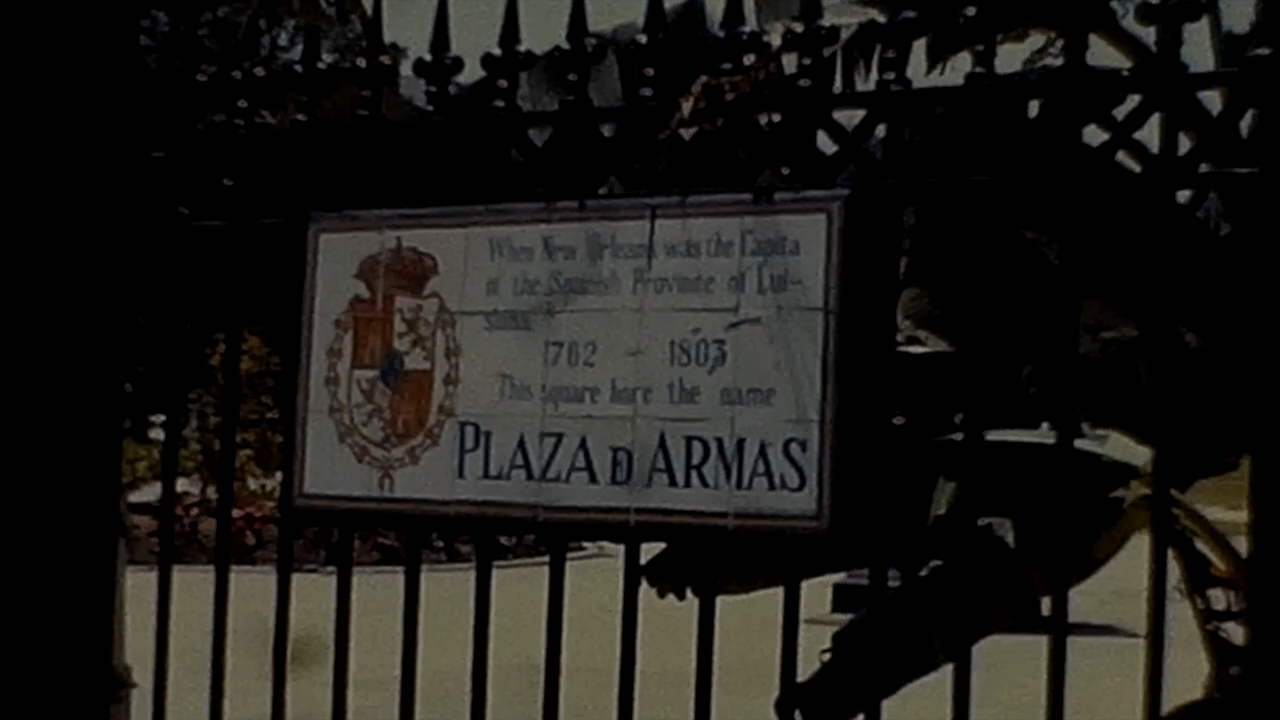 When New Orleans was the Capita
of the Spanish Province of Lui-
siana
1762 - 1803
This square bore the name
PLAZA D ARMAS